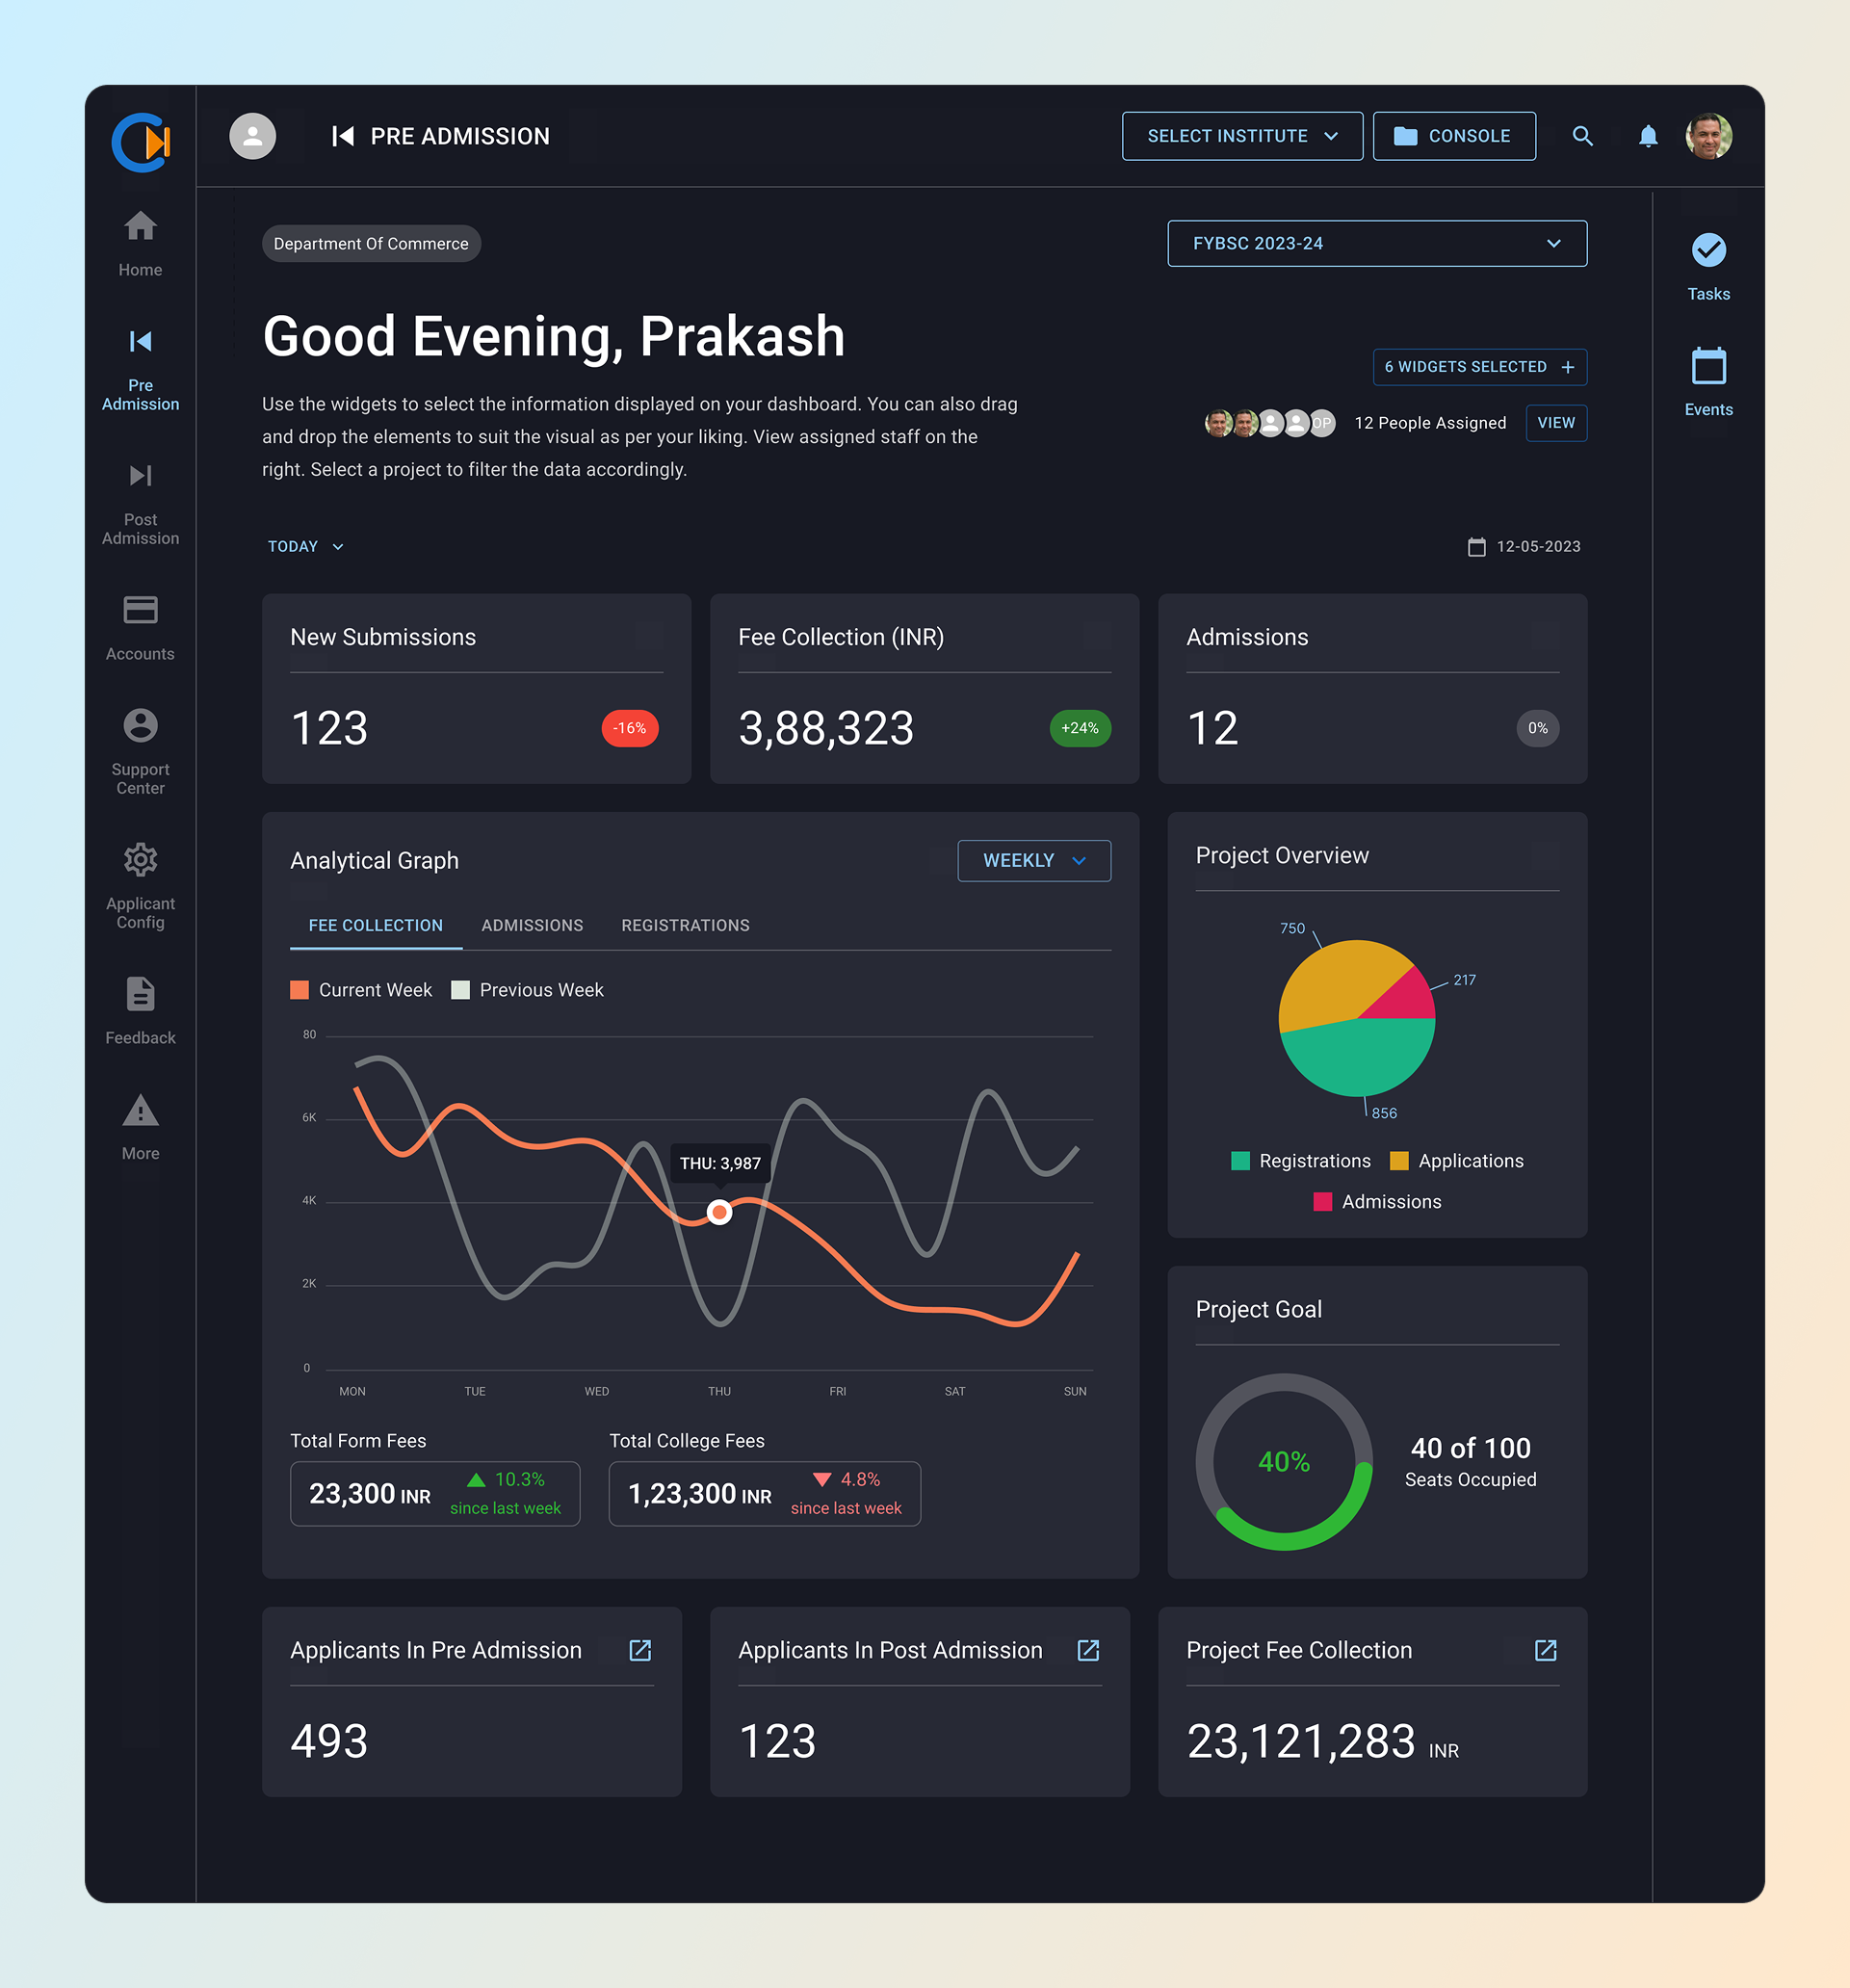 PRE ADMISSION
SELECT INSTITUTE
CONSOLE
Home
Pre
Admission
Post
Admission
Accounts
Support
Center
Applicant
Config
Feedback
More
Department Of Commerce
FYBSC 2023-24
Good Evening, Prakash
Use the widgets to select the information displayed on your dashboard. You can also drag
and drop the elements to suit the visual as per your liking. View assigned staff on the
right. Select a project to filter the data accordingly.
6 WIDGETS SELECTED
OP
12 People Assigned
VIEW
Tasks
Events
TODAY
12-05-2023
New Submissions
123
-16%
Fee Collection (INR)
3,88,323
+24%
Admissions
12
0%
Analytical Graph
WEEKLY
FEE COLLECTION
ADMISSIONS
REGISTRATIONS
Current Week
Previous Week
80
6K
4K
2K
0
THU: 3,987
MON
TUE
WED
THU
FRI
SAT
SUN
Total Form Fees
23,300 INR
10.3%
since last week
Total College Fees
1,23,300 INR
4.8%
since last week
Project Overview
750
217
856
Registrations
Applications
Admissions
Project Goal
40%
40 of 100
Seats Occupied
Applicants In Pre Admission
493
Applicants In Post Admission
123
Project Fee Collection
23,121,283 INR